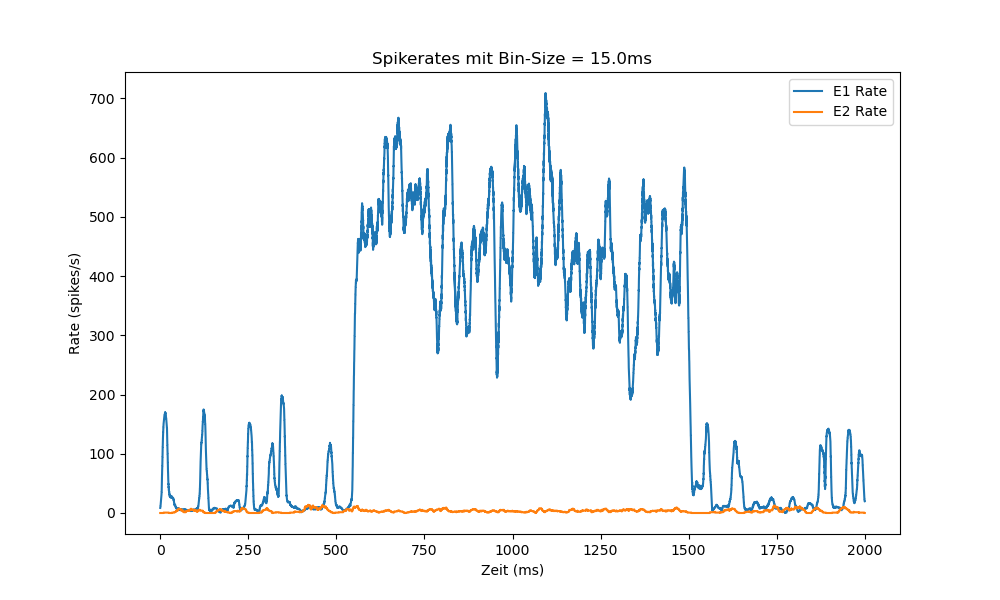 Spikerates mit Bin-Size = 15.0ms
E1 Rate
E2 Rate
Rate (spikes/s)
700
600
500
400
300
200
100
0
0 250 500 750 1000 1250 1500 1750 2000
Zeit (ms)